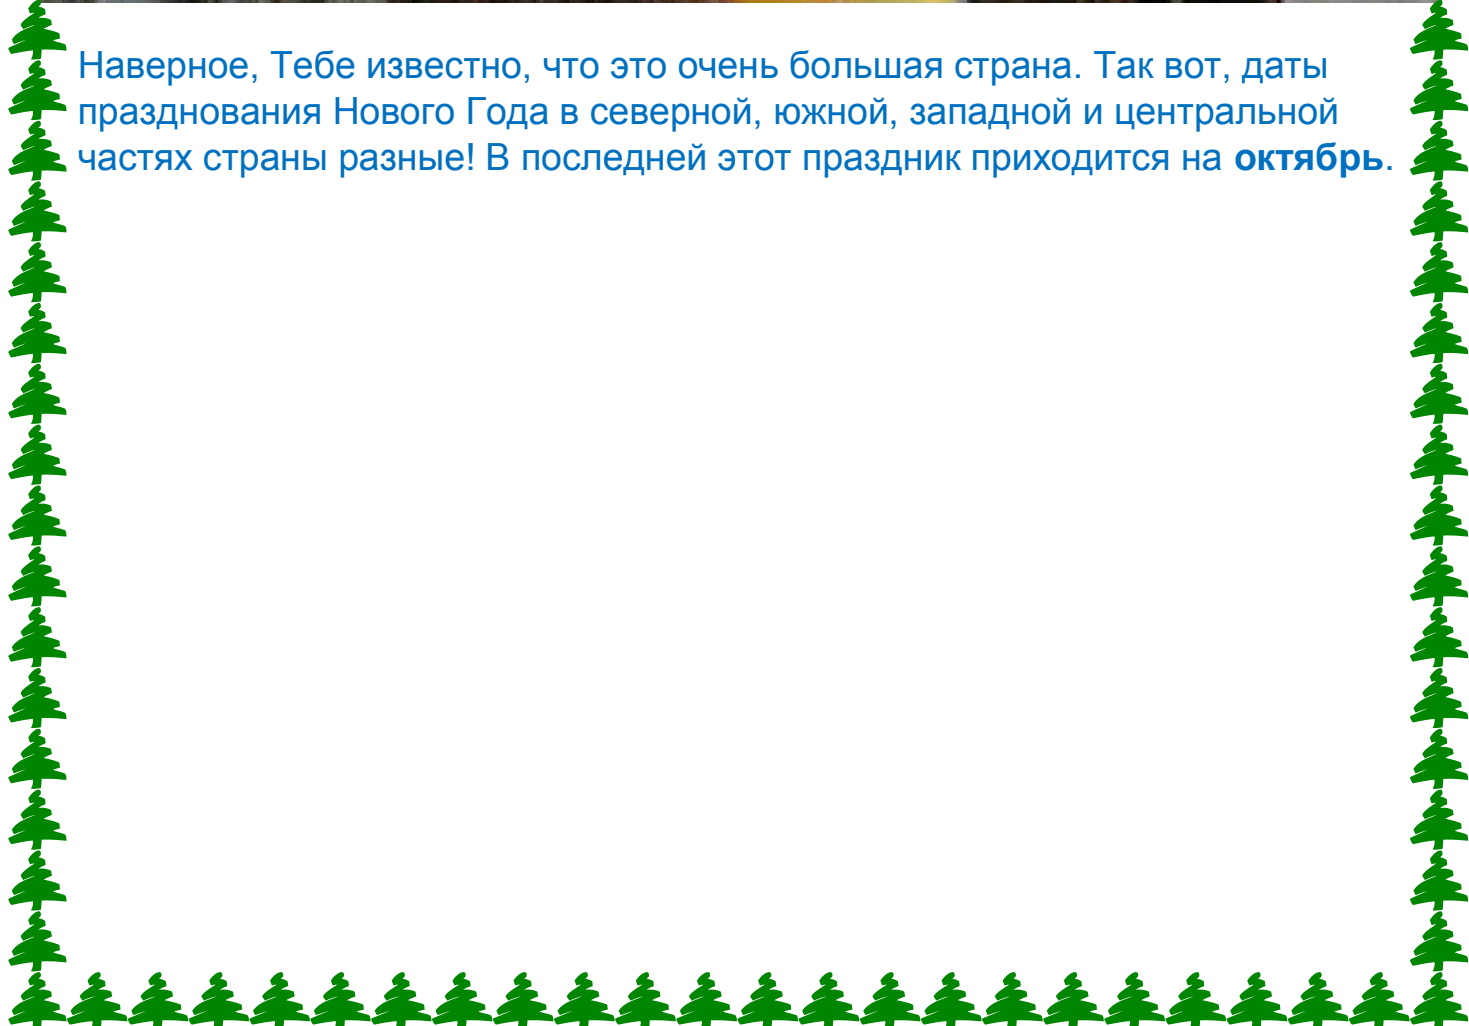 Наверное, Тебе известно, что это очень большая страна. Так вот, даты
празднования Нового Года в северной, южной, западной и центральной
частях страны разные! В последней этот праздник приходится на октябрь.